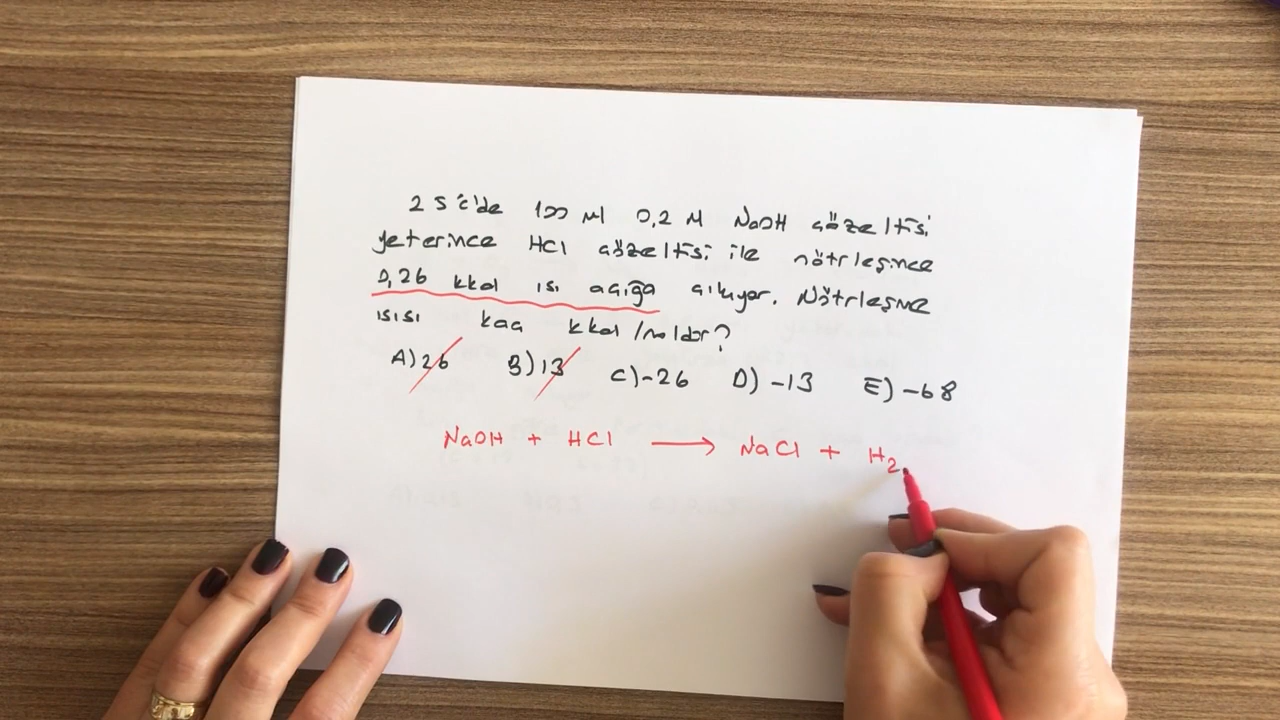 25 °C'de 100 ml 0,2 M NaOH çözeltisi
yeterince HCl çözeltisi ile nötrleşince
0,26 kkal ısı açığa çıkıyor. Nötrleşme
ısısı kaç kkal/moldür?
A) 26 B) 13 C) -26 D) -13 E) -68
NaOH + HCl ⟶ NaCl + H₂